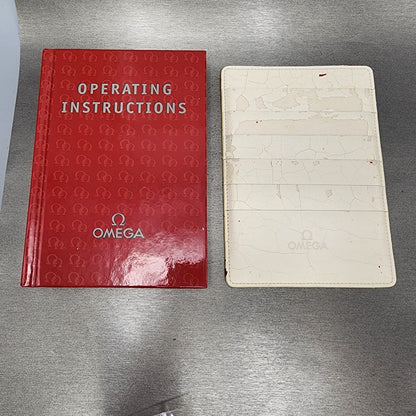 OPERATING
INSTRUCTIONS
Ω
OMEGA
Ω
OMEGA